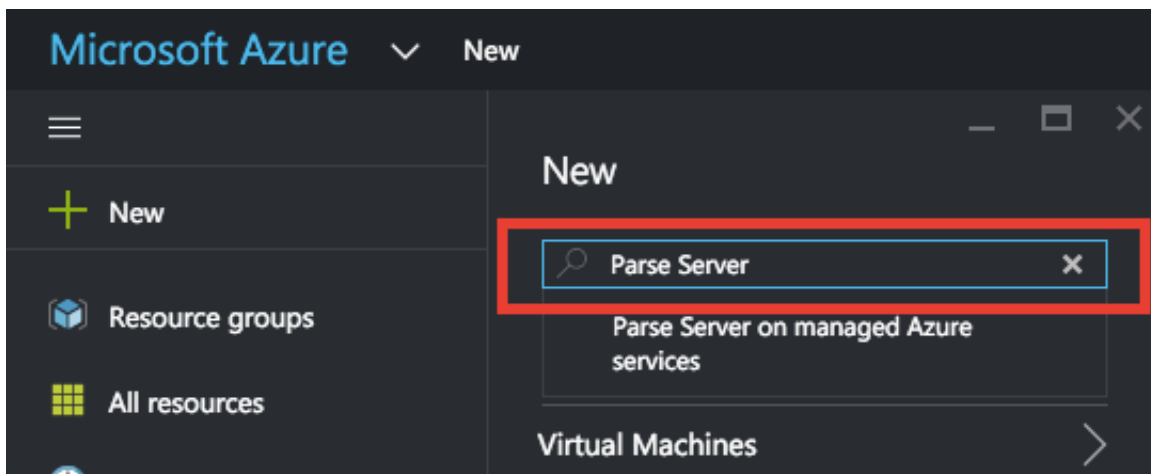 Microsoft Azure New
New
New
Parse Server
Resource groups
Parse Server on managed Azure
services
All resources
Virtual Machines